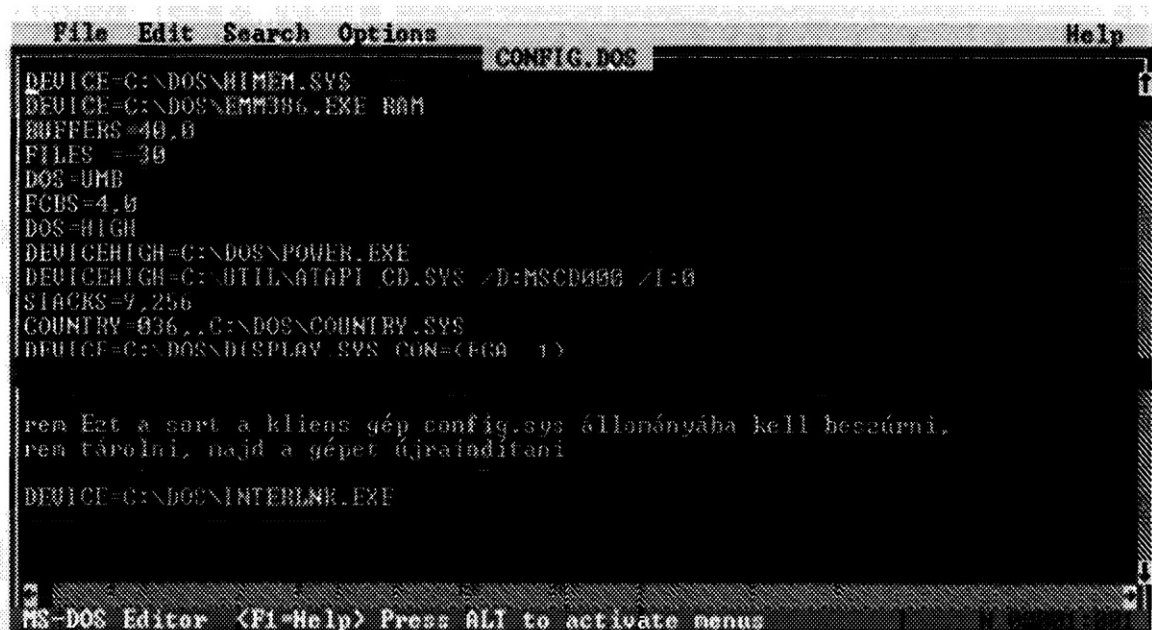 File Edit Search Options Help
CONFIG.DOS
DEVICE=C:\DOS\HIMEM.SYS
DEVICE=C:\DOS\EMM386.EXE RAM
BUFFERS=40,0
FILES =30
DOS=UMB
FCBS=4,0
DOS=HIGH
DEVICEHIGH=C:\DOS\POWER.EXE
DEVICEHIGH=C:\UTIL\ATAPI_CD.SYS /D:MSCD000 /I:0
STACKS=9,256
COUNTRY=036,,C:\DOS\COUNTRY.SYS
DEVICE=C:\DOS\DISPLAY.SYS CON=(EGA,,1)
rem Ezt a sort a kliens gép config.sys állományába kell beszúrni,
rem tárolni, majd a gépet újraindítani
DEVICE=C:\DOS\INTERLNK.EXE
MS-DOS Editor <F1=Help> Press ALT to activate menus